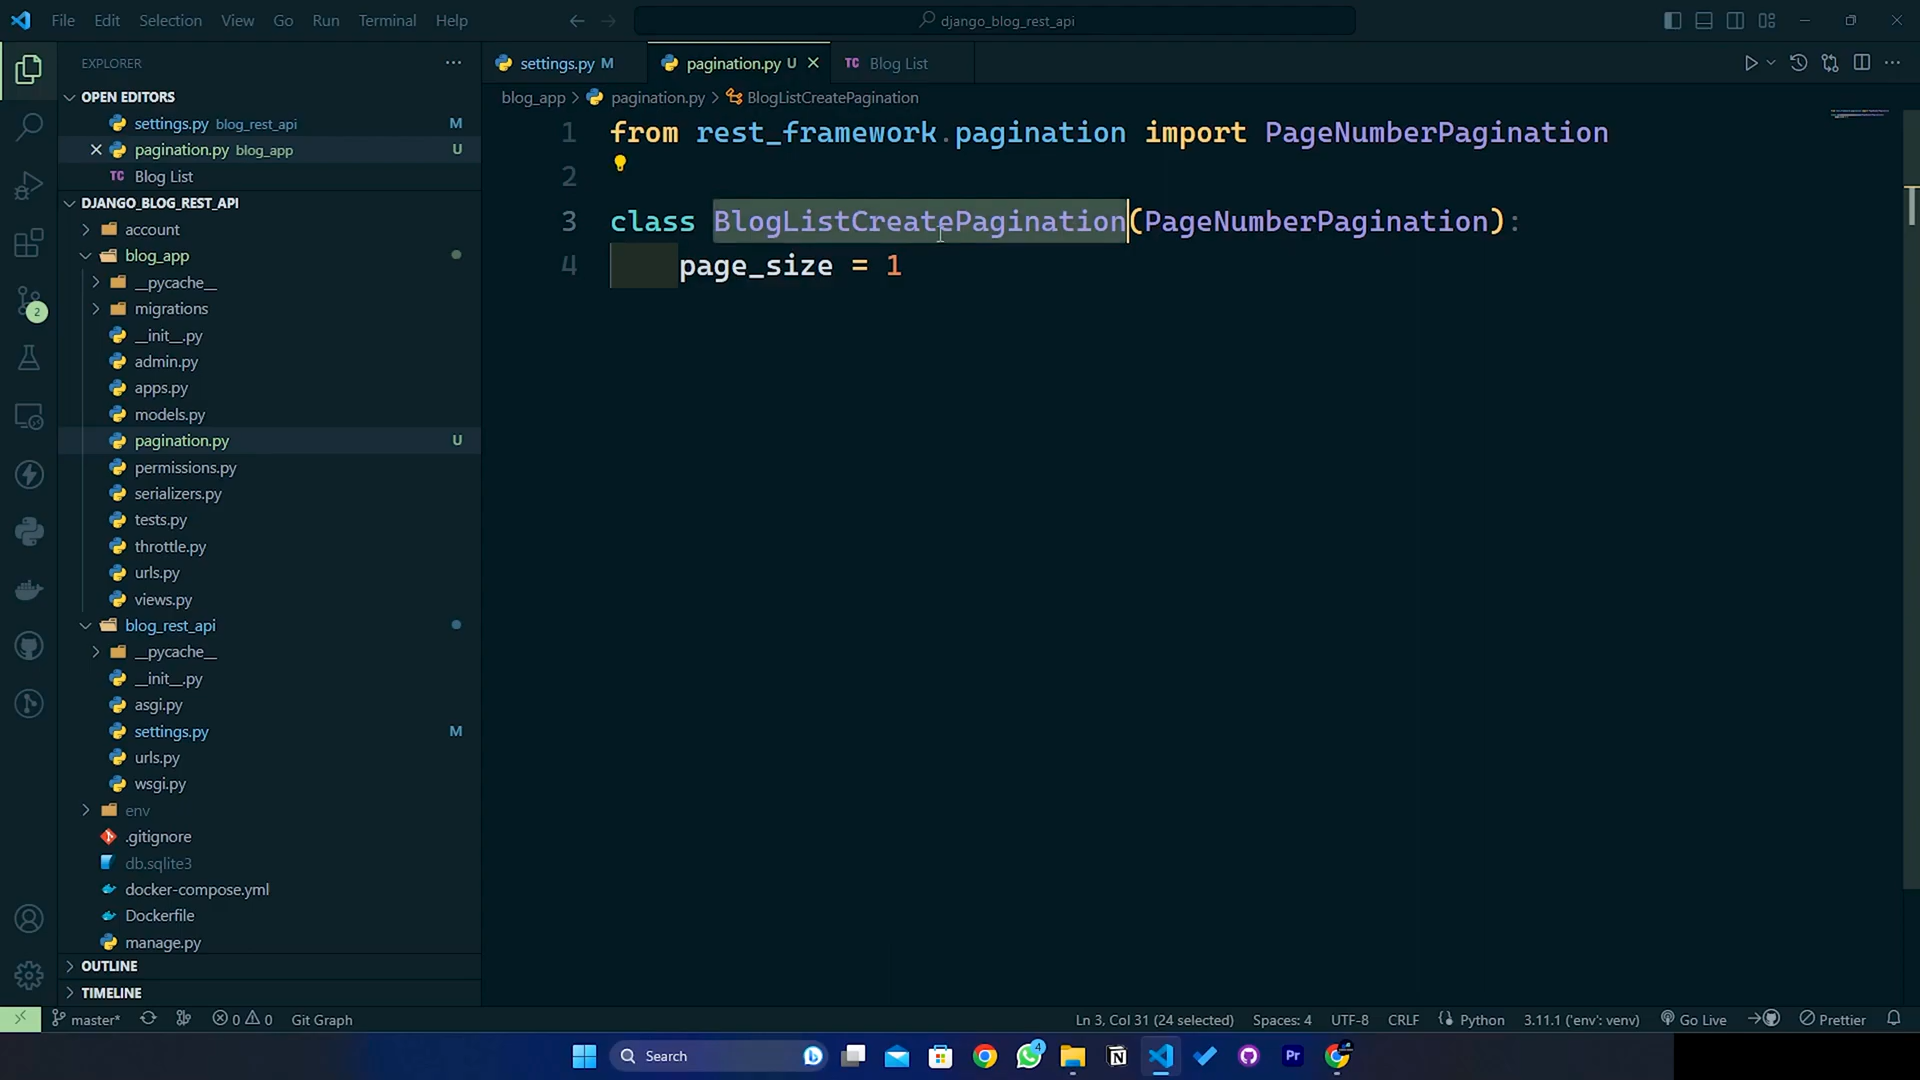 File Edit Selection View Go Run Terminal Help
django_blog_rest_api
EXPLORER
OPEN EDITORS
settings.py blog_rest_api M
pagination.py blog_app U
TC Blog List
DJANGO_BLOG_REST_API
account
blog_app
__pycache__
migrations
__init__.py
admin.py
apps.py
models.py
pagination.py U
permissions.py
serializers.py
tests.py
throttle.py
urls.py
views.py
blog_rest_api
__pycache__
__init__.py
asgi.py
settings.py M
urls.py
wsgi.py
env
.gitignore
db.sqlite3
docker-compose.yml
Dockerfile
manage.py
OUTLINE
TIMELINE
2
settings.py M
pagination.py U
TC Blog List
blog_app > pagination.py > BlogListCreatePagination
1 from rest_framework.pagination import PageNumberPagination
2
3 class BlogListCreatePagination(PageNumberPagination):
4 page_size = 1
master* 0 0 Git Graph
Ln 3, Col 31 (24 selected) Spaces: 4 UTF-8 CRLF Python 3.11.1 ('env': venv) Go Live Prettier
Search
4
Pr